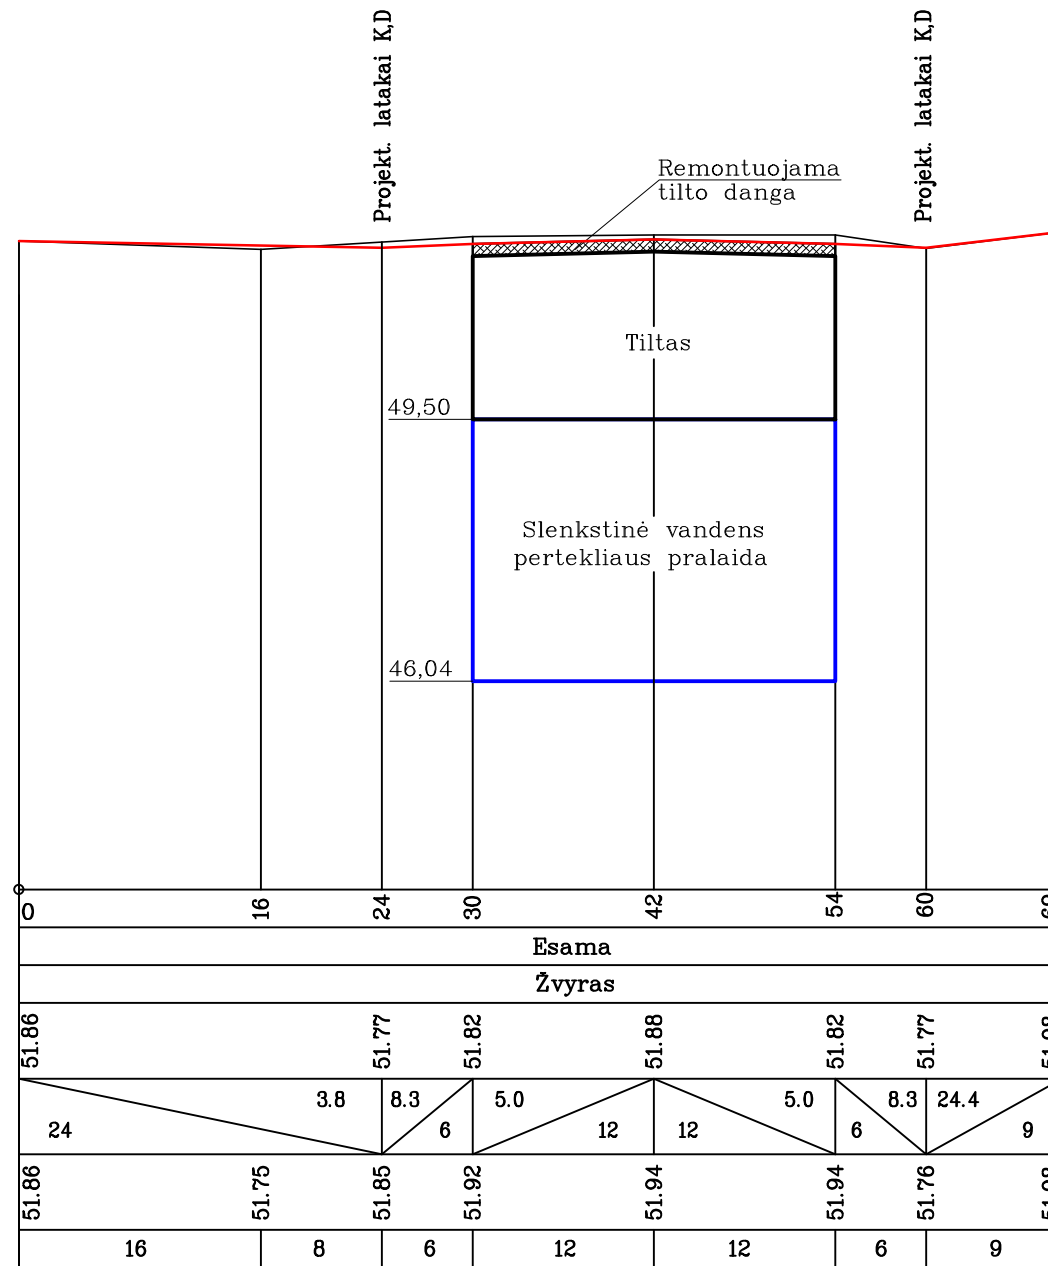 Projekt. latakai K,D
Projekt. latakai K,D
Remontuojama
tilto danga
Tiltas
49,50
Slenkstinė vandens
pertekliaus pralaida
46,04
0 16 24 30 42 54 60
Esama
Žvyras
51.86 51.77 51.82 51.88 51.82 51.77
3.8 8.3 5.0 5.0 8.3 24.4
24 6 12 12 6 9
51.86 51.75 51.85 51.92 51.94 51.94 51.76
16 8 6 12 12 6 9